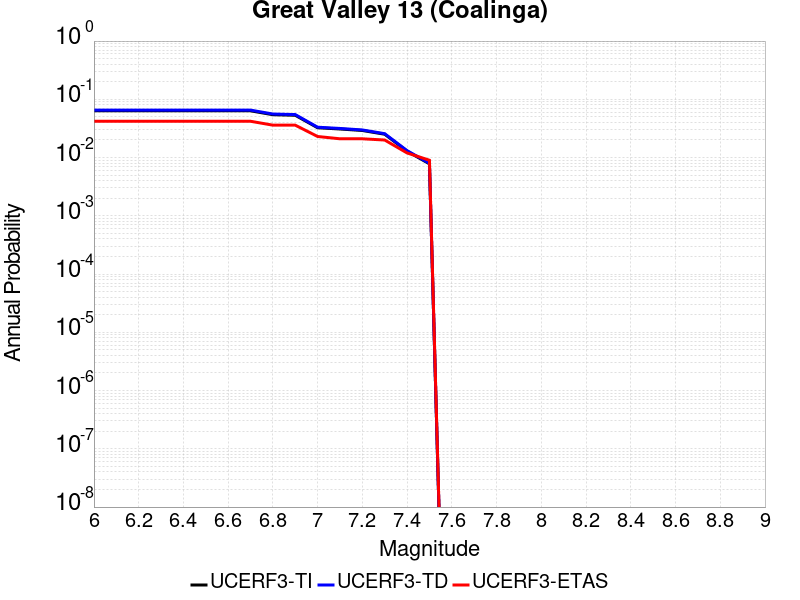 Great Valley 13 (Coalinga)
10^0
10^-1
10^-2
10^-3
10^-4
10^-5
10^-6
10^-7
10^-8
Annual Probability
6 6.2 6.4 6.6 6.8 7 7.2 7.4 7.6 7.8 8 8.2 8.4 8.6 8.8 9
Magnitude
UCERF3-TI UCERF3-TD UCERF3-ETAS